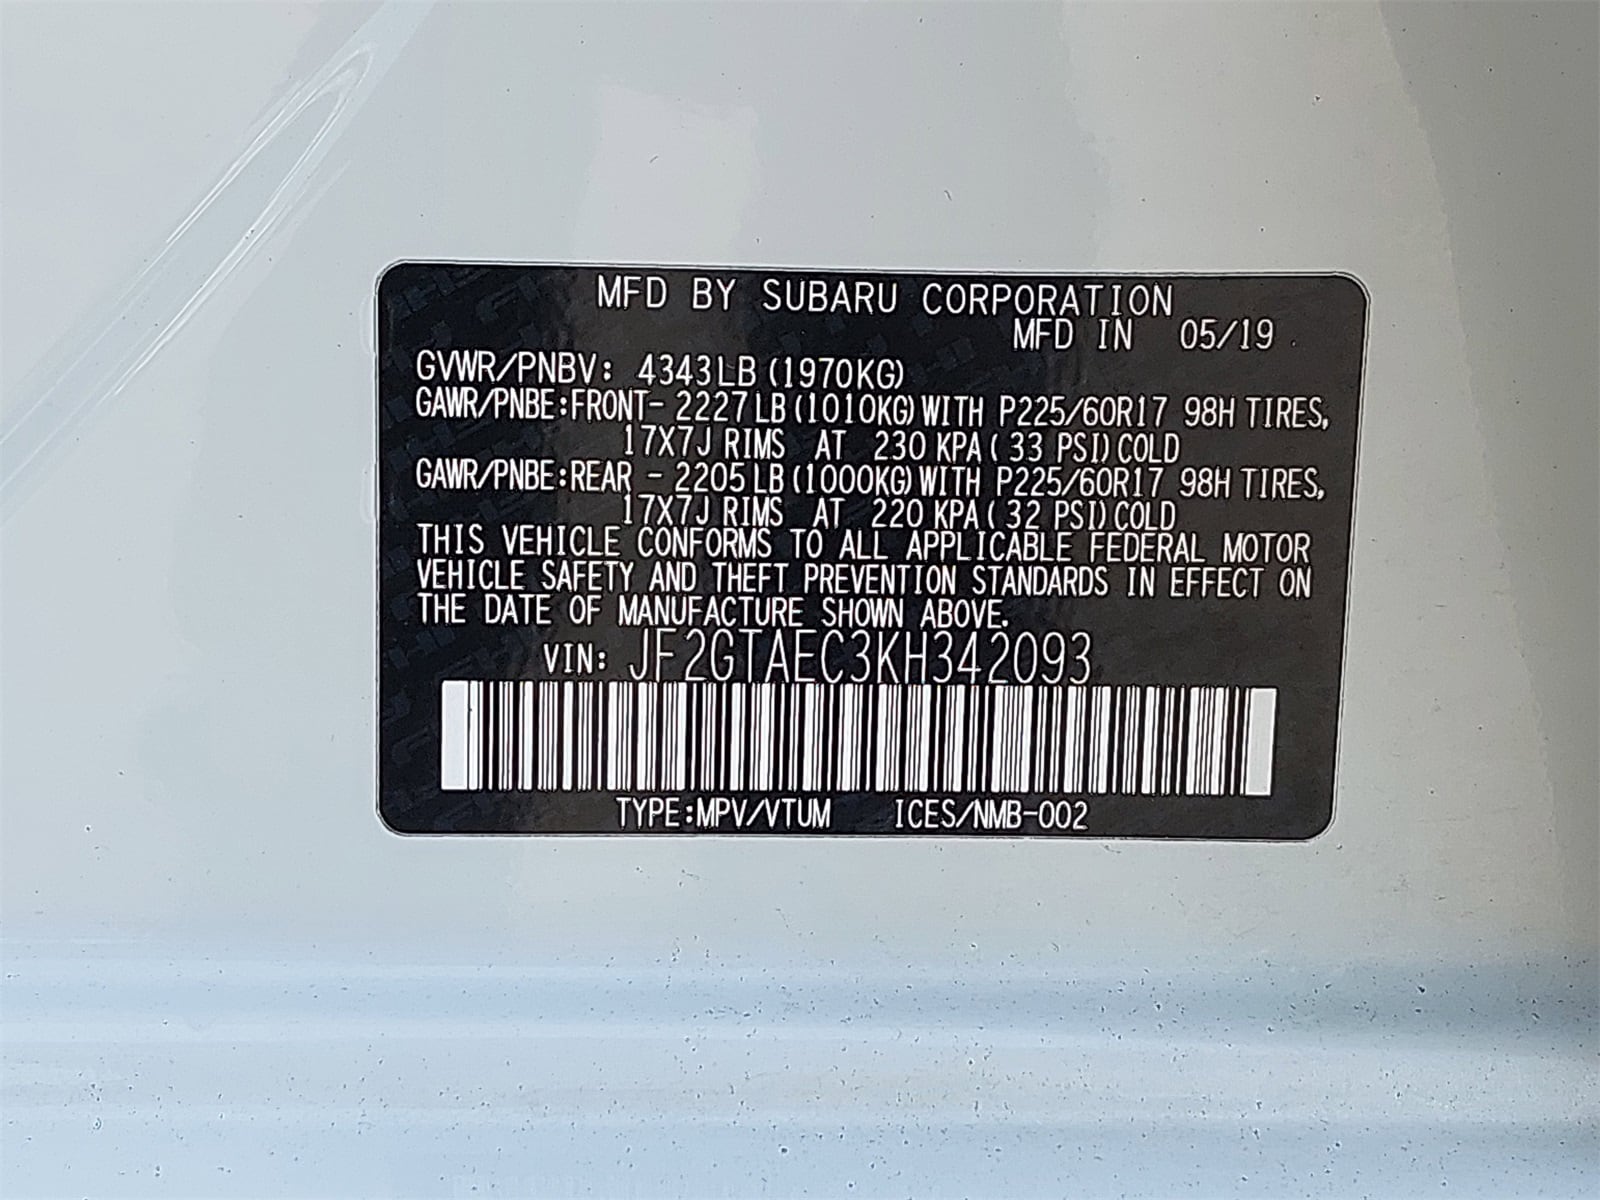 MFD BY SUBARU CORPORATION
MFD IN 05/19
GVWR/PNBV: 4343LB (1970KG)
GAWR/PNBE:FRONT- 2227LB (1010KG) WITH P225/60R17 98H TIRES,
17X7J RIMS AT 230 KPA ( 33 PSI) COLD
GAWR/PNBE:REAR - 2205LB (1000KG) WITH P225/60R17 98H TIRES,
17X7J RIMS AT 220 KPA ( 32 PSI) COLD
THIS VEHICLE CONFORMS TO ALL APPLICABLE FEDERAL MOTOR
VEHICLE SAFETY AND THEFT PREVENTION STANDARDS IN EFFECT ON
THE DATE OF MANUFACTURE SHOWN ABOVE.
VIN: JF2GTAEC3KH342093
TYPE:MPV/VTUM ICES/NMB-002